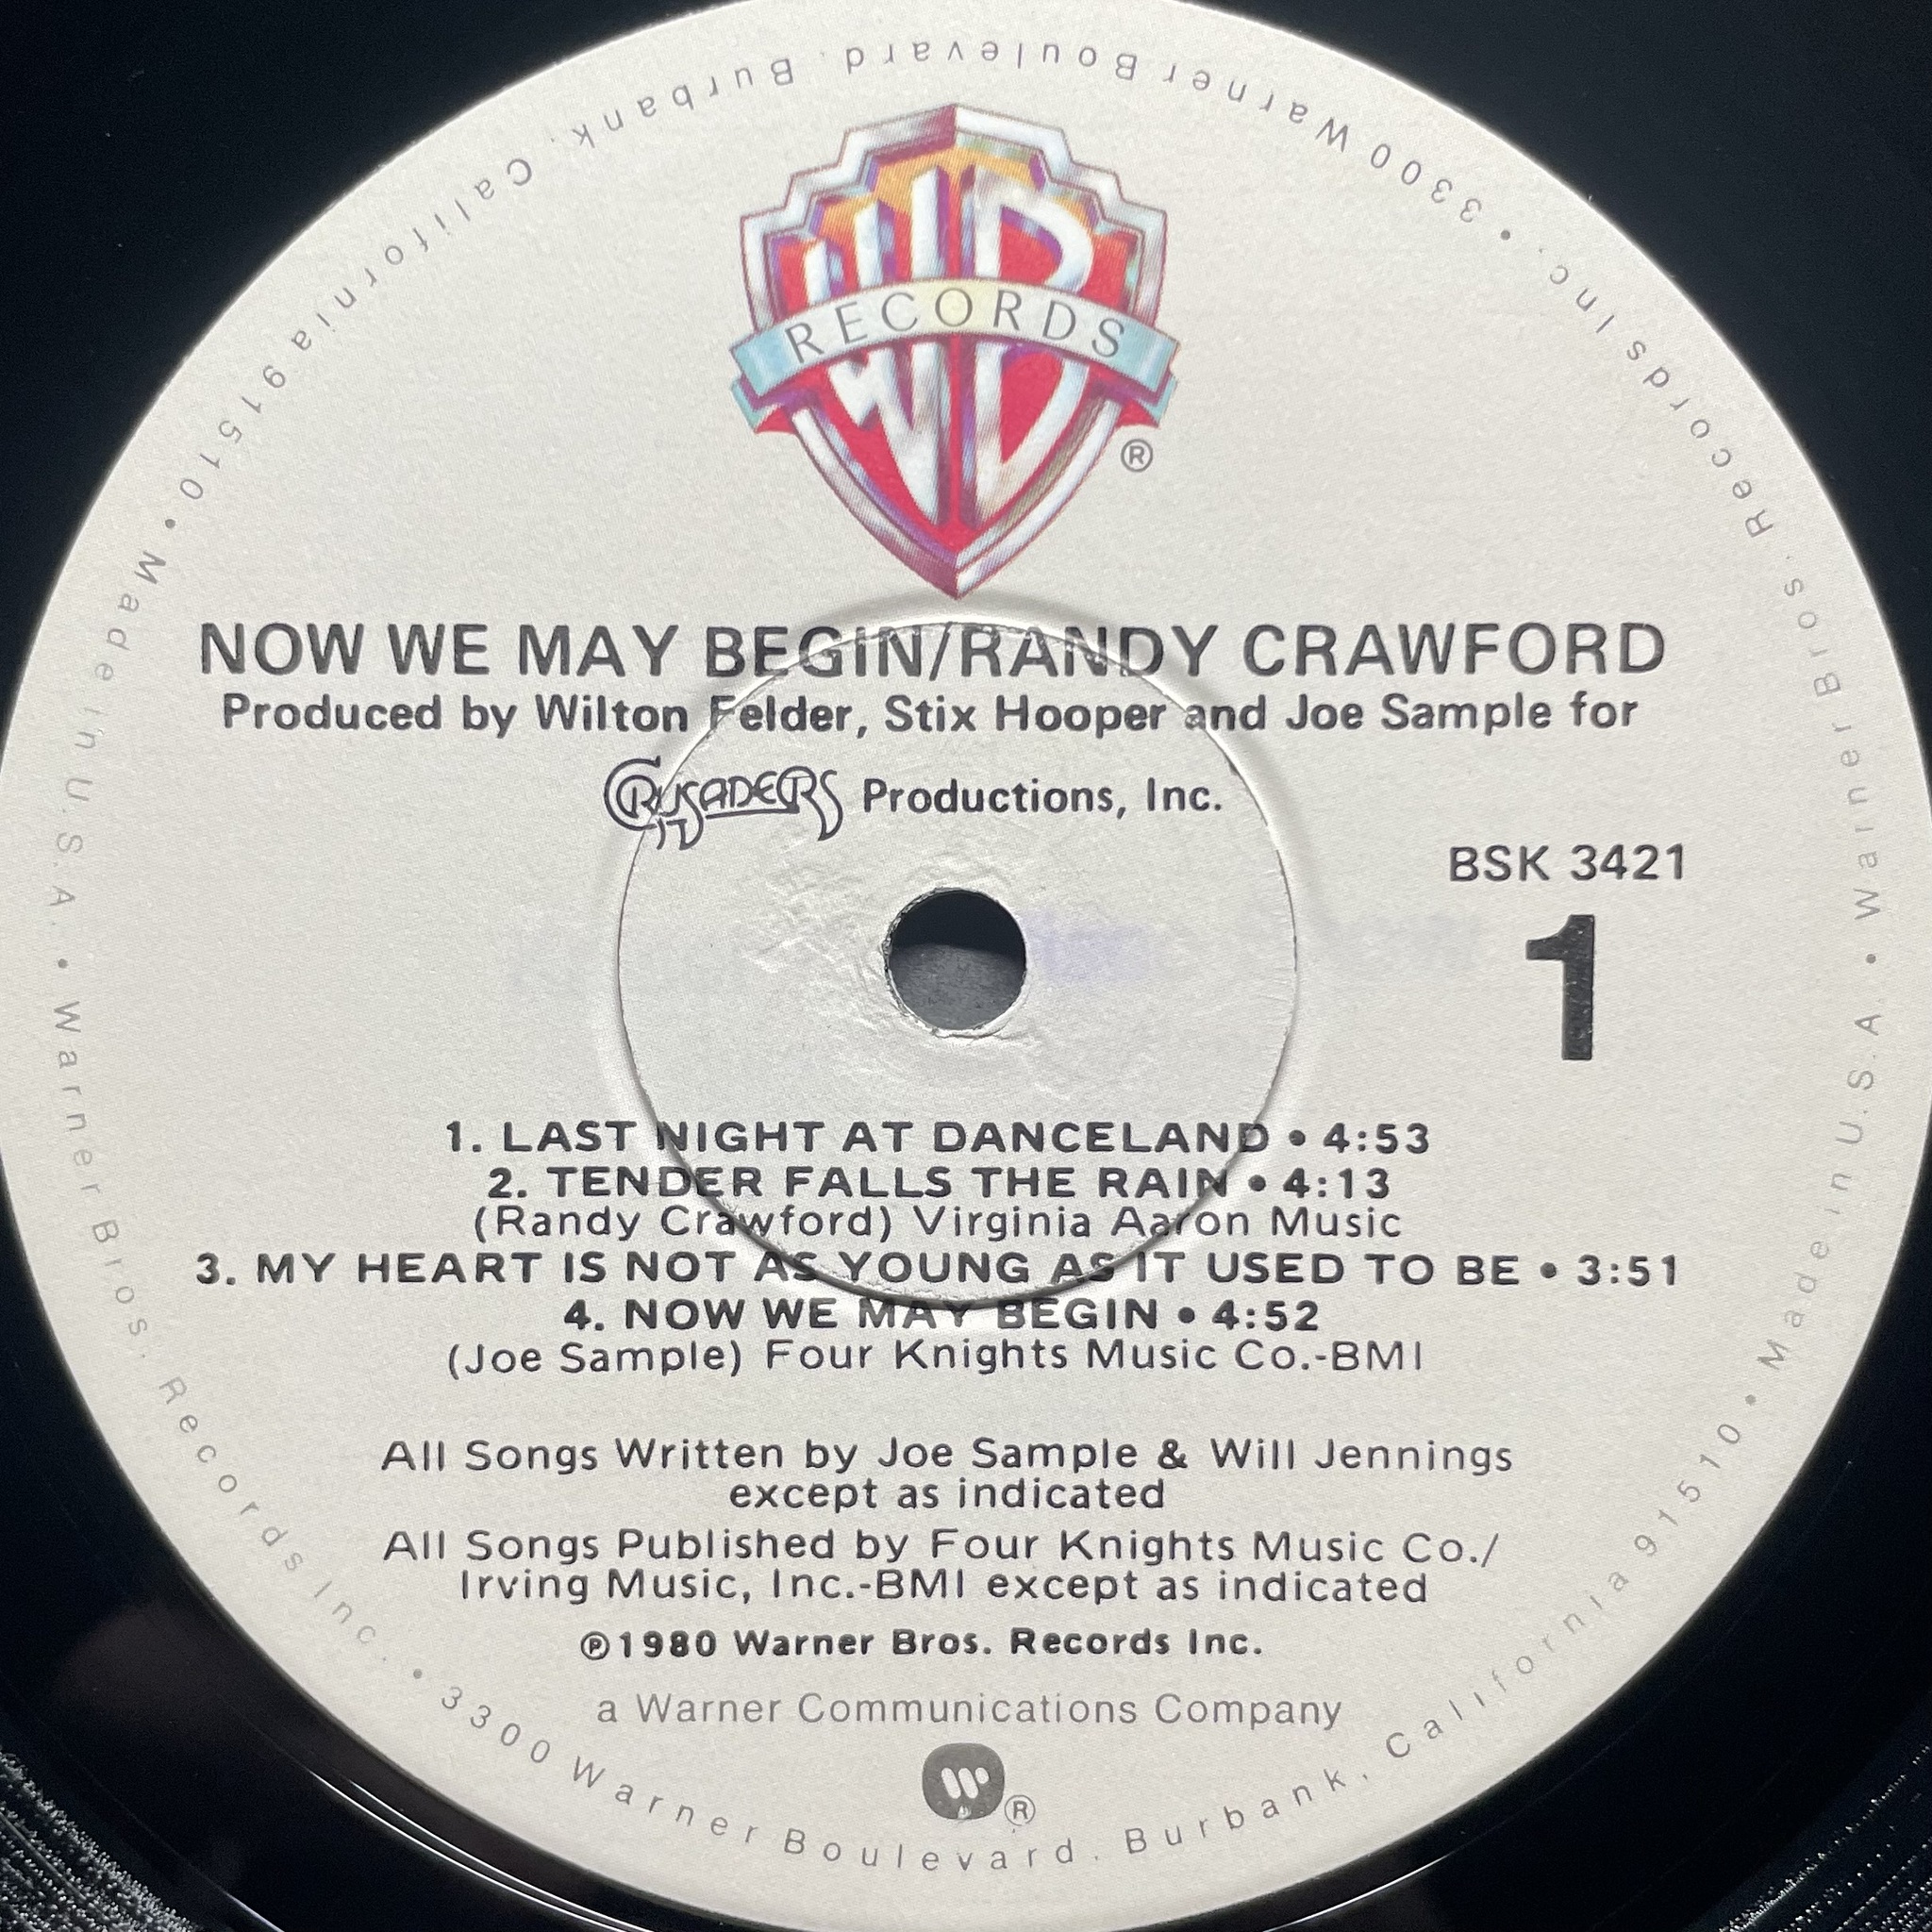 WB
RECORDS
®
NOW WE MAY BEGIN/RANDY CRAWFORD
Produced by Wilton Felder, Stix Hooper and Joe Sample for
CRUSADERS Productions, Inc.
BSK 3421
1
1. LAST NIGHT AT DANCELAND • 4:53
2. TENDER FALLS THE RAIN • 4:13
(Randy Crawford) Virginia Aaron Music
3. MY HEART IS NOT AS YOUNG AS IT USED TO BE • 3:51
4. NOW WE MAY BEGIN • 4:52
(Joe Sample) Four Knights Music Co.-BMI
All Songs Written by Joe Sample & Will Jennings
except as indicated
All Songs Published by Four Knights Music Co./
Irving Music, Inc.-BMI except as indicated
℗1980 Warner Bros. Records Inc.
a Warner Communications Company
W®
Warner Bros. Records Inc. • 3300 Warner Boulevard, Burbank, California 91510 • Made in U.S.A. • Warner Bros. Records Inc. • 3300 Warner Boulevard, Burbank, California 91510 • Made in U.S.A. •